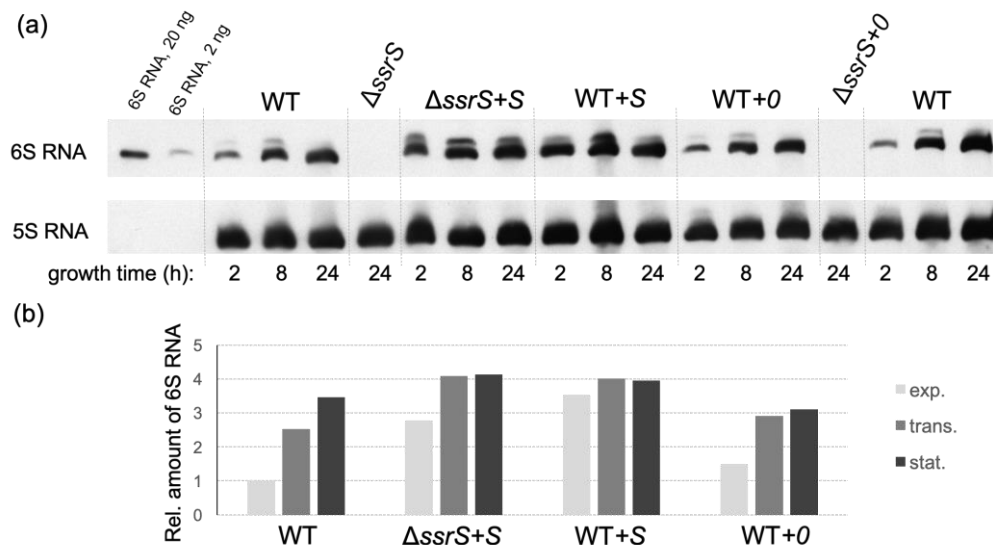 (a)
6S RNA, 20 ng
6S RNA, 2 ng
WT
ΔssrS
ΔssrS+S
WT+S
WT+0
ΔssrS+0
WT
6S RNA
5S RNA
growth time (h): 2 8 24 24 2 8 24 2 8 24 2 8 24 24 2 8 24
(b)
Rel. amount of 6S RNA
5
4
3
2
1
0
WT ΔssrS+S WT+S WT+0
exp.
trans.
stat.